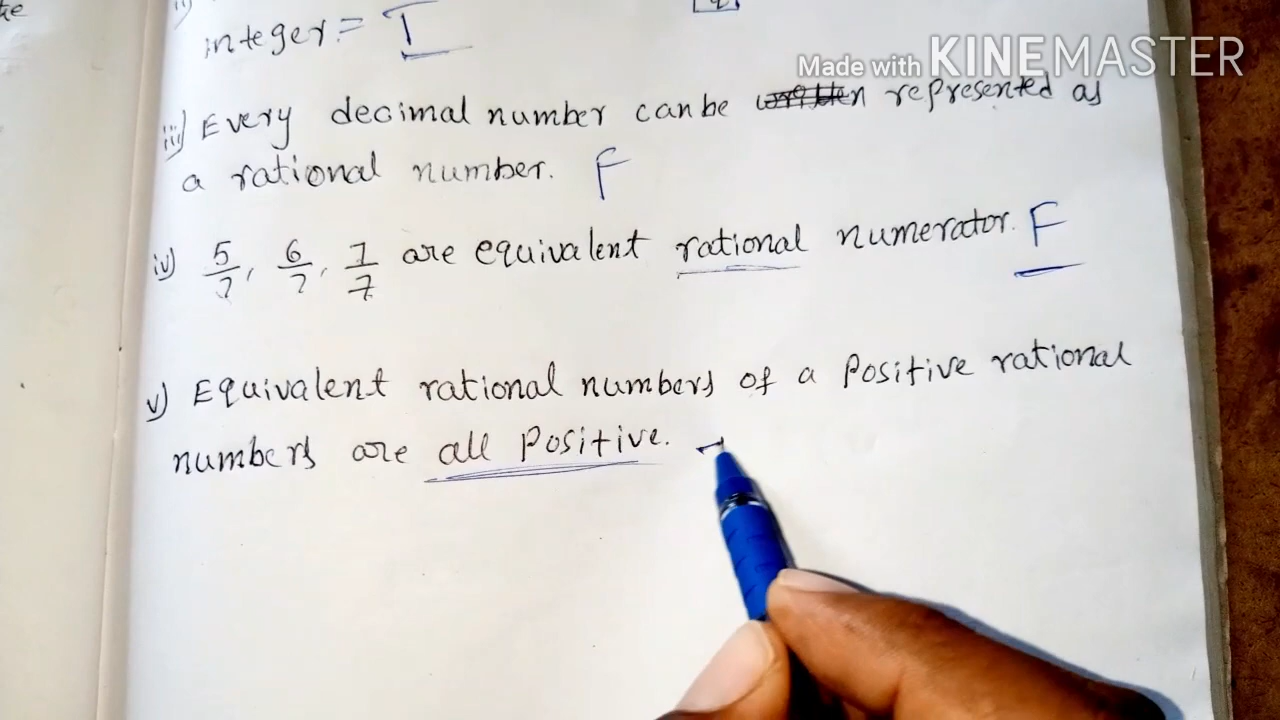 integer = T
Made with KINEMASTER
iii) Every decimal number can be represented as
a rational number. F
iv) 5/7, 6/7, 7/7 are equivalent rational numerator. F
v) Equivalent rational numbers of a Positive rational
numbers are all Positive.